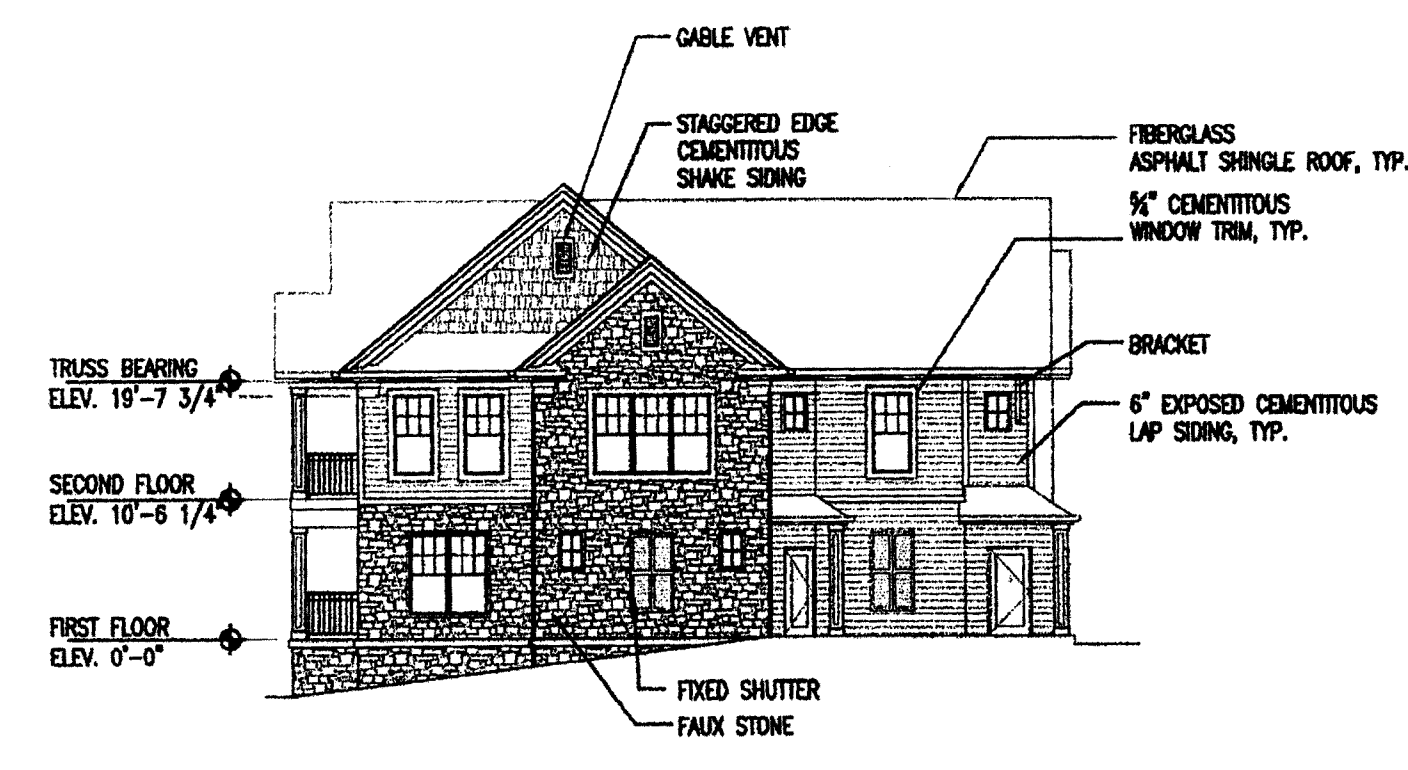 GABLE VENT
STAGGERED EDGE
CEMENTITOUS
SHAKE SIDING
FIBERGLASS
ASPHALT SHINGLE ROOF, TYP.
5/4" CEMENTITOUS
WINDOW TRIM, TYP.
BRACKET
6" EXPOSED CEMENTITOUS
LAP SIDING, TYP.
TRUSS BEARING
ELEV. 19'-7 3/4"
SECOND FLOOR
ELEV. 10'-6 1/4"
FIRST FLOOR
ELEV. 0'-0"
FIXED SHUTTER
FAUX STONE